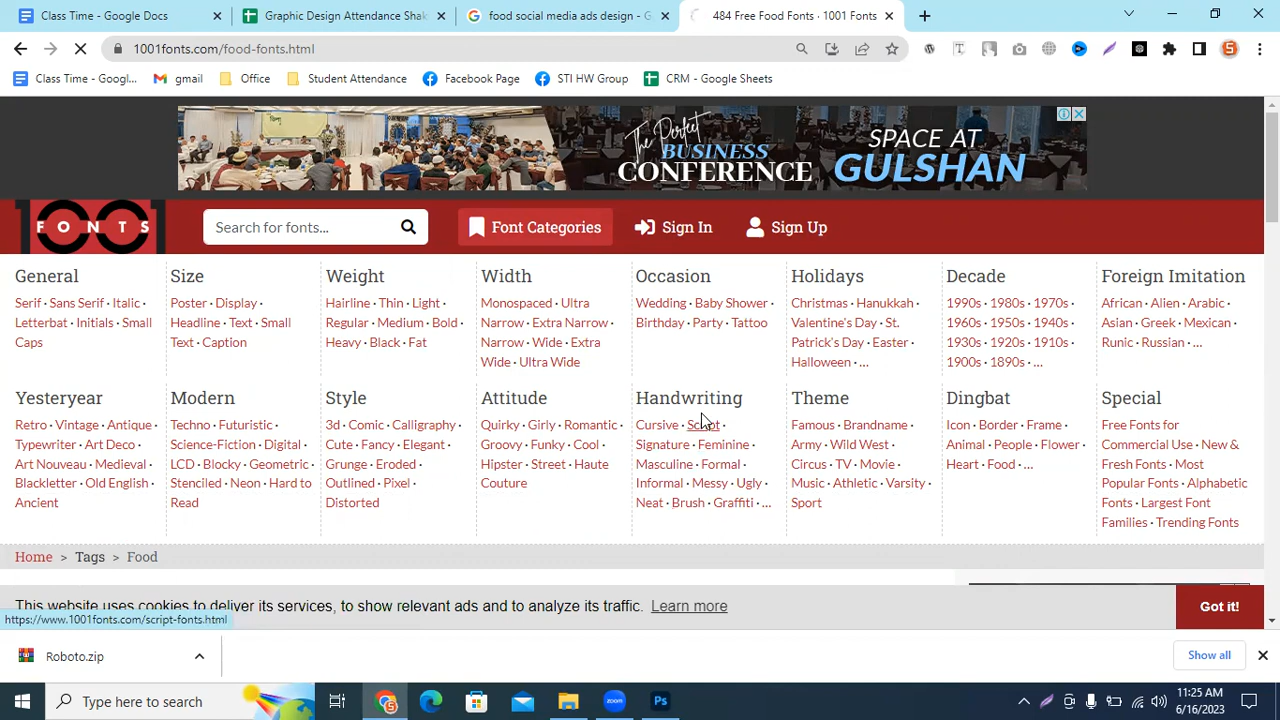 Class Time - Google Docs
Graphic Design Attendance Shak
food social media ads design - G
484 Free Food Fonts · 1001 Fonts
1001fonts.com/food-fonts.html
Class Time - Googl...
gmail
Office
Student Attendance
Facebook Page
STI HW Group
CRM - Google Sheets
The Perfect
BUSINESS
CONFERENCE
SPACE AT
GULSHAN
1001
FONTS
Search for fonts...
Font Categories
Sign In
Sign Up
General
Serif · Sans Serif · Italic ·
Letterbat · Initials · Small
Caps
Size
Poster · Display ·
Headline · Text · Small
Text · Caption
Weight
Hairline · Thin · Light ·
Regular · Medium · Bold ·
Heavy · Black · Fat
Width
Monospaced · Ultra
Narrow · Extra Narrow ·
Narrow · Wide · Extra
Wide · Ultra Wide
Occasion
Wedding · Baby Shower ·
Birthday · Party · Tattoo
Holidays
Christmas · Hanukkah ·
Valentine's Day · St.
Patrick's Day · Easter ·
Halloween · ...
Decade
1990s · 1980s · 1970s ·
1960s · 1950s · 1940s ·
1930s · 1920s · 1910s ·
1900s · 1890s · ...
Foreign Imitation
African · Alien · Arabic ·
Asian · Greek · Mexican ·
Runic · Russian · ...
Yesteryear
Retro · Vintage · Antique ·
Typewriter · Art Deco ·
Art Nouveau · Medieval ·
Blackletter · Old English ·
Ancient
Modern
Techno · Futuristic ·
Science-Fiction · Digital ·
LCD · Blocky · Geometric ·
Stenciled · Neon · Hard to
Read
Style
3d · Comic · Calligraphy ·
Cute · Fancy · Elegant ·
Grunge · Eroded ·
Outlined · Pixel ·
Distorted
Attitude
Quirky · Girly · Romantic ·
Groovy · Funky · Cool ·
Hipster · Street · Haute
Couture
Handwriting
Cursive · Script ·
Signature · Feminine ·
Masculine · Formal ·
Informal · Messy · Ugly ·
Neat · Brush · Graffiti · ...
Theme
Famous · Brandname ·
Army · Wild West ·
Circus · TV · Movie ·
Music · Athletic · Varsity ·
Sport
Dingbat
Icon · Border · Frame ·
Animal · People · Flower ·
Heart · Food · ...
Special
Free Fonts for
Commercial Use · New &
Fresh Fonts · Most
Popular Fonts · Alphabetic
Fonts · Largest Font
Families · Trending Fonts
Home > Tags > Food
This website uses cookies to deliver its services, to show relevant ads and to analyze its traffic. Learn more
Got it!
https://www.1001fonts.com/script-fonts.html
Roboto.zip
Show all
Type here to search
zoom
Ps
11:25 AM
6/16/2023